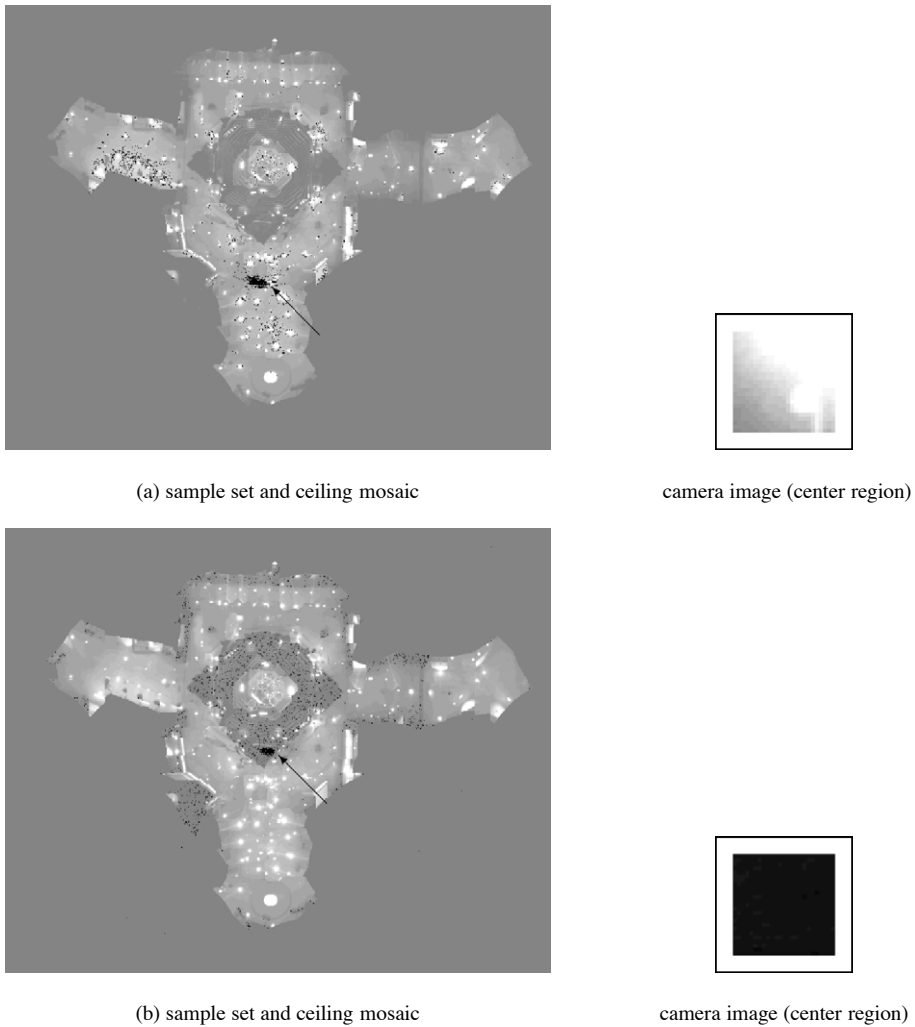 (a) sample set and ceiling mosaic
camera image (center region)
(b) sample set and ceiling mosaic
camera image (center region)